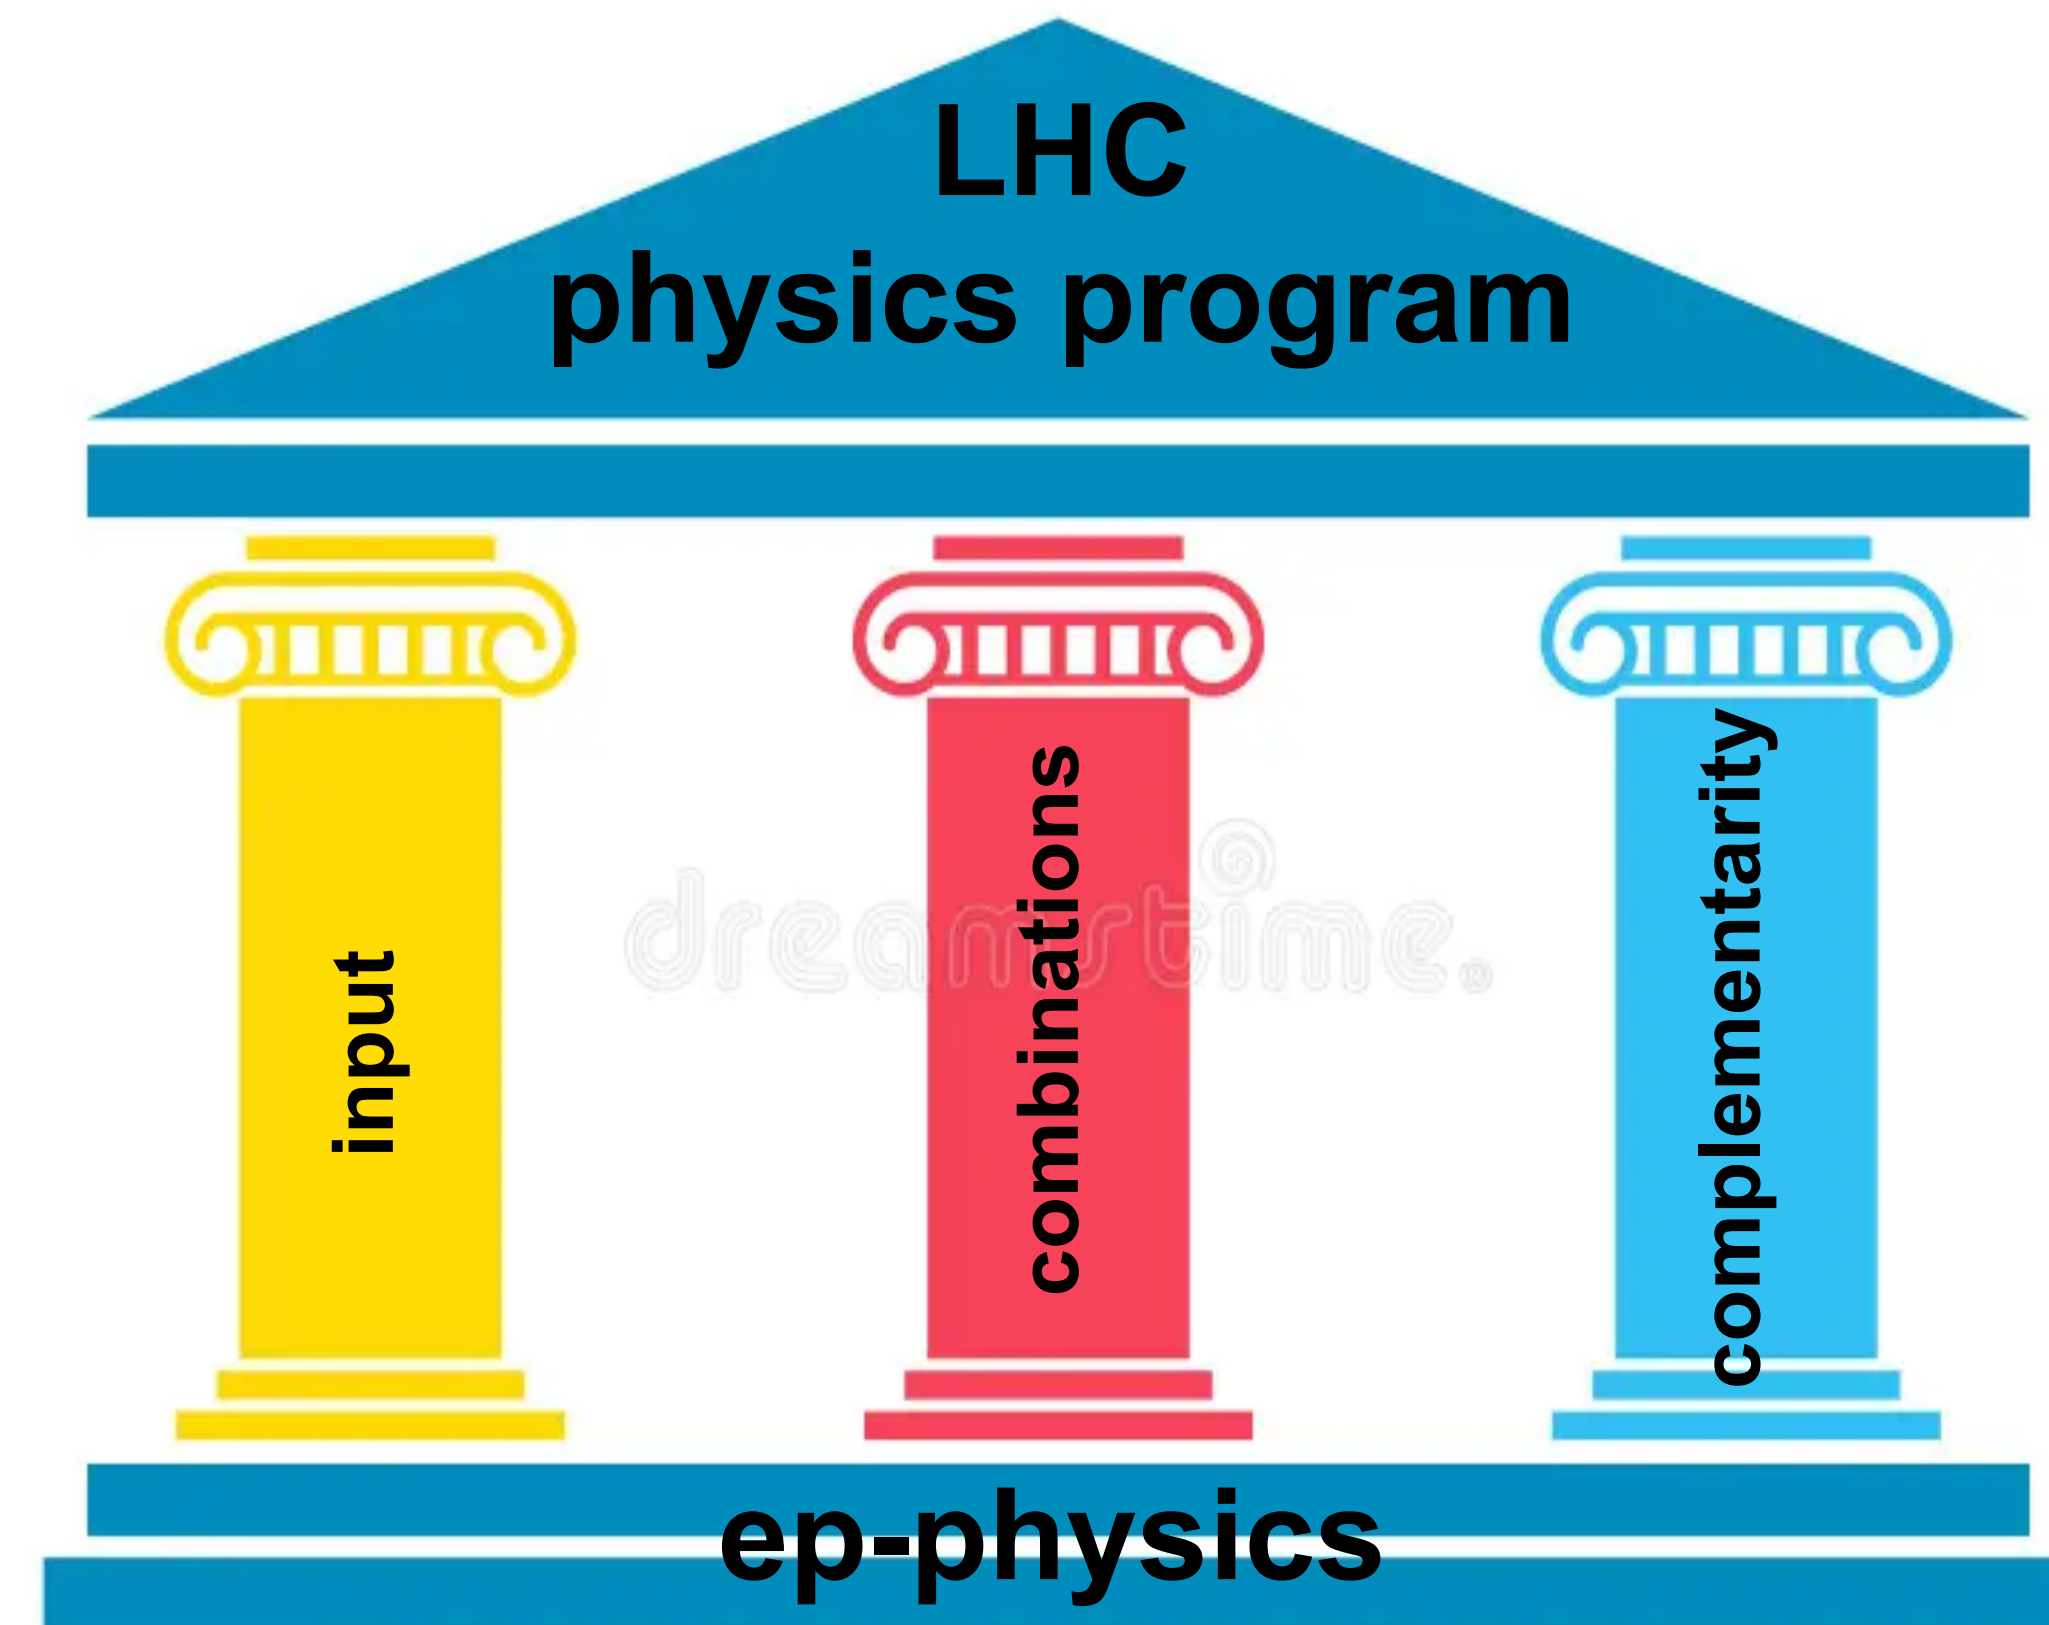 LHC
physics program
input
combinations
complementarity
dreamstime®
ep-physics